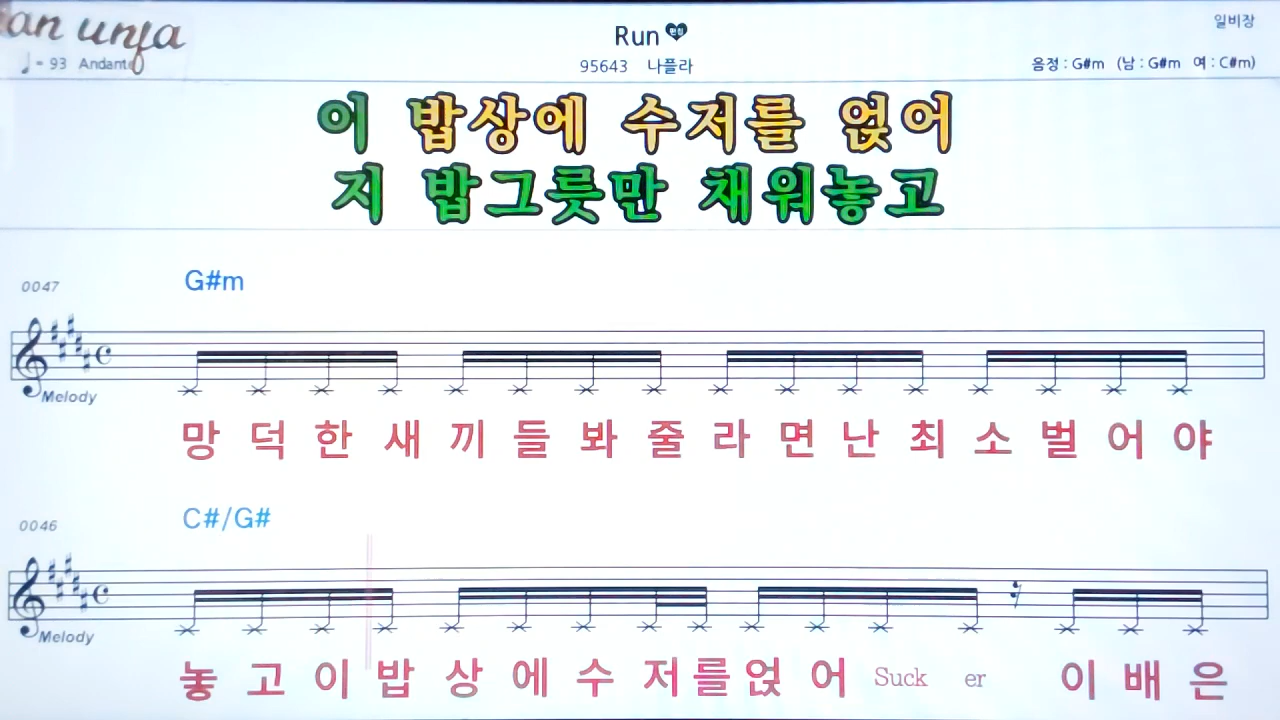 an unfa
Run 편집
일비장
♩= 93 Andante
95643 나플라
음정 : G#m (남 : G#m 여 : C#m)
이 밥상에 수저를 얹어
지 밥그릇만 채워놓고
0047
G#m
Melody
망 덕 한 새 끼 들 봐 줄 라 면 난 최 소 벌 어 야
0046
C#/G#
Melody
놓 고 이 밥 상 에 수 저 를 얹 어 Suck er 이 배 은